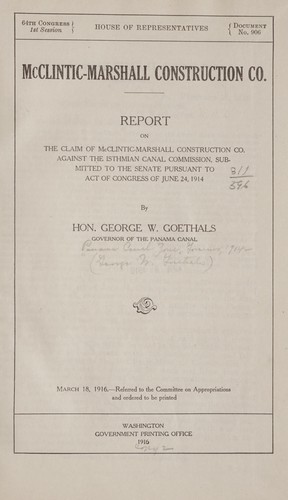 64TH CONGRESS
1st Session
HOUSE OF REPRESENTATIVES
DOCUMENT
No. 906
McCLINTIC-MARSHALL CONSTRUCTION CO.
REPORT
ON
THE CLAIM OF McCLINTIC-MARSHALL CONSTRUCTION CO.
AGAINST THE ISTHMIAN CANAL COMMISSION, SUB-
MITTED TO THE SENATE PURSUANT TO
ACT OF CONGRESS OF JUNE 24, 1914
By
HON. GEORGE W. GOETHALS
GOVERNOR OF THE PANAMA CANAL
MARCH 18, 1916.—Referred to the Committee on Appropriations
and ordered to be printed
WASHINGTON
GOVERNMENT PRINTING OFFICE
1916